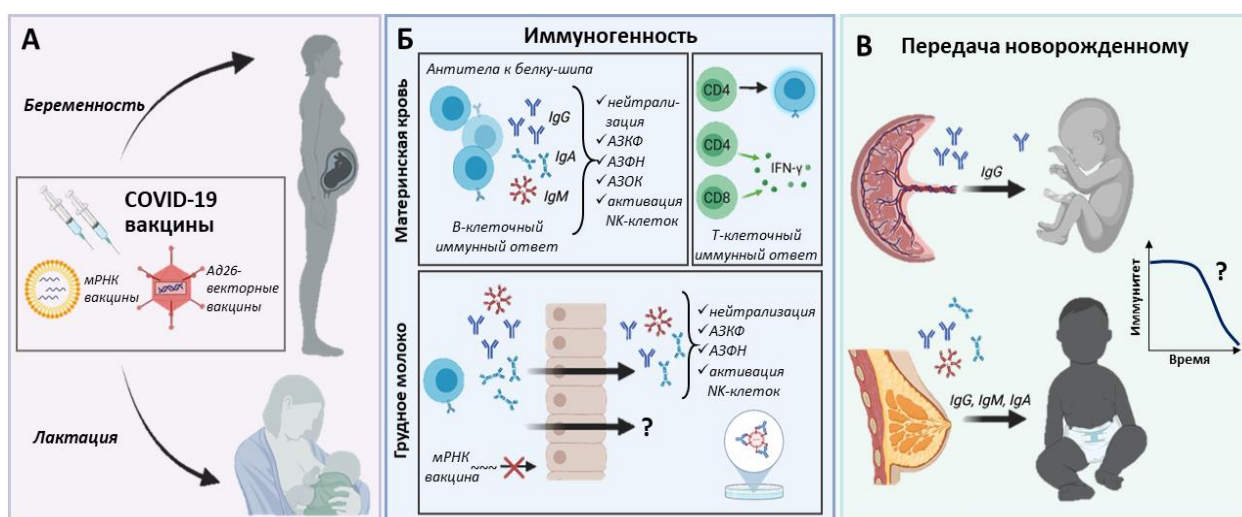 А
Беременность
COVID-19
вакцины
мРНК
вакцины
Ад26-
векторные
вакцины
Лактация
Б
Иммуногенность
Материнская кровь
Антитела к белку-шипа
IgG
IgA
IgM
✓нейтрали-
зация
✓АЗКФ
✓АЗФН
✓АЗОК
✓активация
NK-клеток
В-клеточный
иммунный ответ
CD4
CD4
CD8
IFN-γ
Т-клеточный
иммунный ответ
Грудное молоко
✓нейтрализация
✓АЗКФ
✓АЗФН
✓активация
NK-клеток
?
мРНК
вакцина
В
Передача новорожденному
IgG
IgG, IgM, IgA
Иммунитет
?
Время